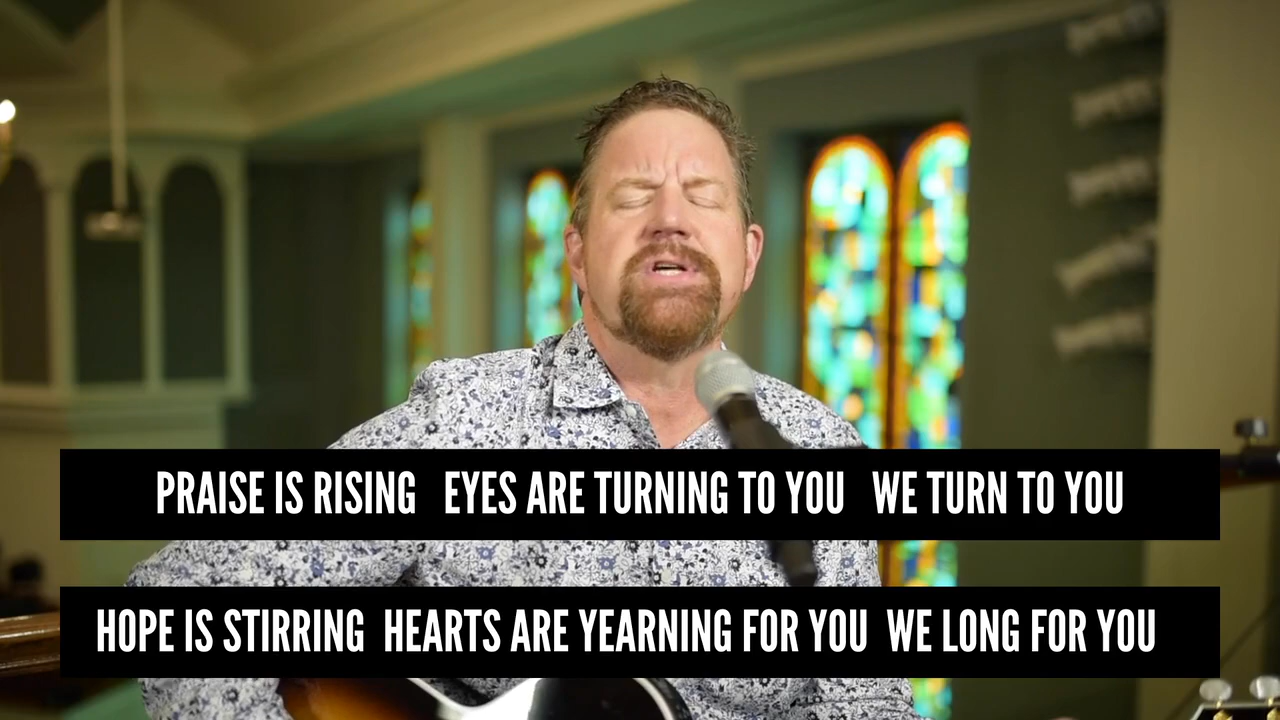 PRAISE IS RISING EYES ARE TURNING TO YOU WE TURN TO YOU
HOPE IS STIRRING HEARTS ARE YEARNING FOR YOU WE LONG FOR YOU